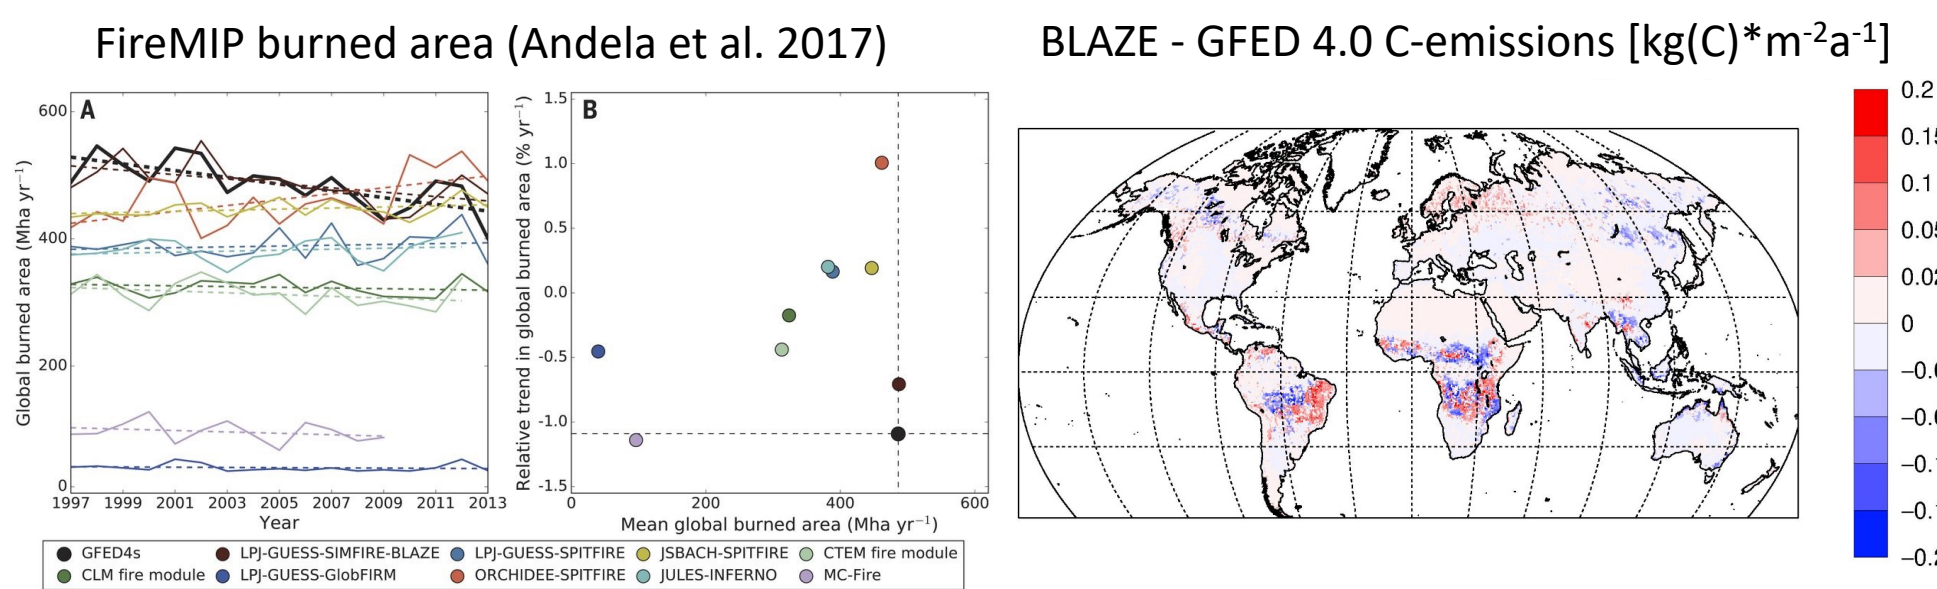 FireMIP burned area (Andela et al. 2017)
BLAZE - GFED 4.0 C-emissions [kg(C)*m-2a-1]
A
Global burned area (Mha yr−1)
600
400
200
0
1997 1999 2001 2003 2005 2007 2009 2011 2013
Year
B
Relative trend in global burned area (% yr−1)
1.5
1.0
0.5
0.0
-0.5
-1.0
-1.5
0 200 400 600
Mean global burned area (Mha yr−1)
GFED4s
LPJ-GUESS-SIMFIRE-BLAZE
LPJ-GUESS-SPITFIRE
JSBACH-SPITFIRE
CTEM fire module
CLM fire module
LPJ-GUESS-GlobFIRM
ORCHIDEE-SPITFIRE
JULES-INFERNO
MC-Fire
0.2
0.1
0